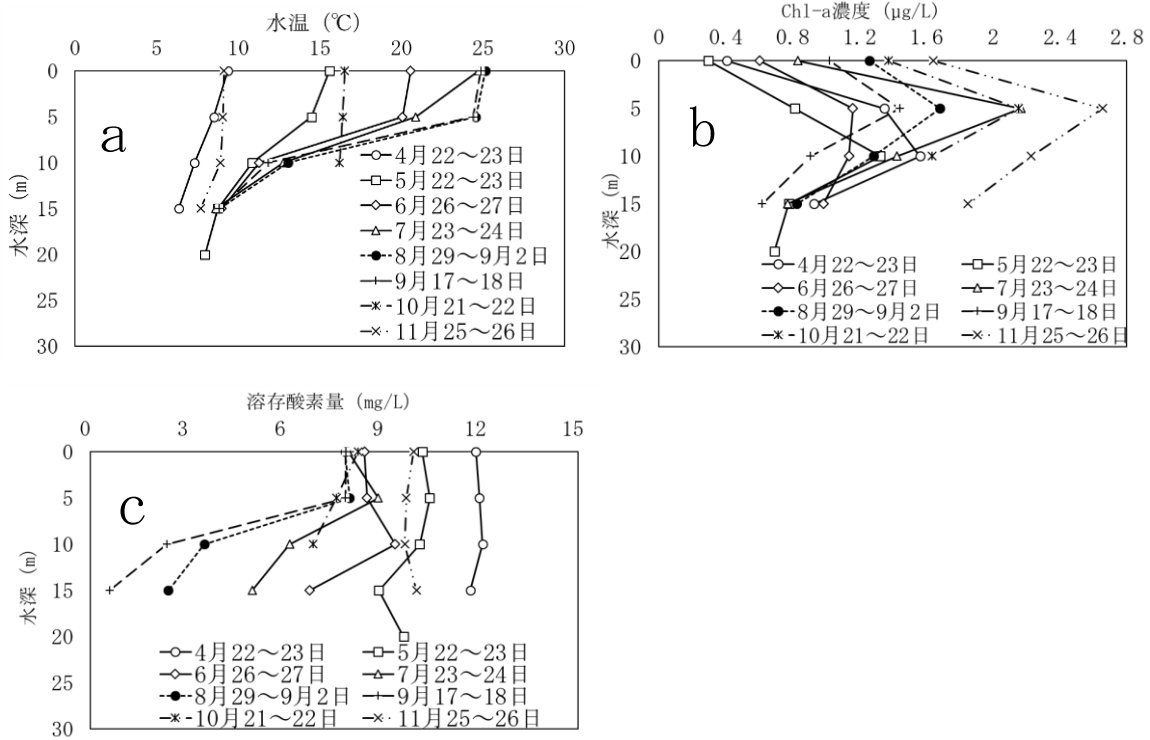 水温 (℃)
0 5 10 15 20 25 30
0
5
10
15
20
25
30
水深 (m)
a
4月22～23日
5月22～23日
6月26～27日
7月23～24日
8月29～9月2日
9月17～18日
10月21～22日
11月25～26日
Chl-a濃度 (μg/L)
0 0.4 0.8 1.2 1.6 2 2.4 2.8
0
5
10
15
20
25
30
水深 (m)
b
4月22～23日 5月22～23日
6月26～27日 7月23～24日
8月29～9月2日 9月17～18日
10月21～22日 11月25～26日
溶存酸素量 (mg/L)
0 3 6 9 12 15
0
5
10
15
20
25
30
水深 (m)
c
4月22～23日 5月22～23日
6月26～27日 7月23～24日
8月29～9月2日 9月17～18日
10月21～22日 11月25～26日